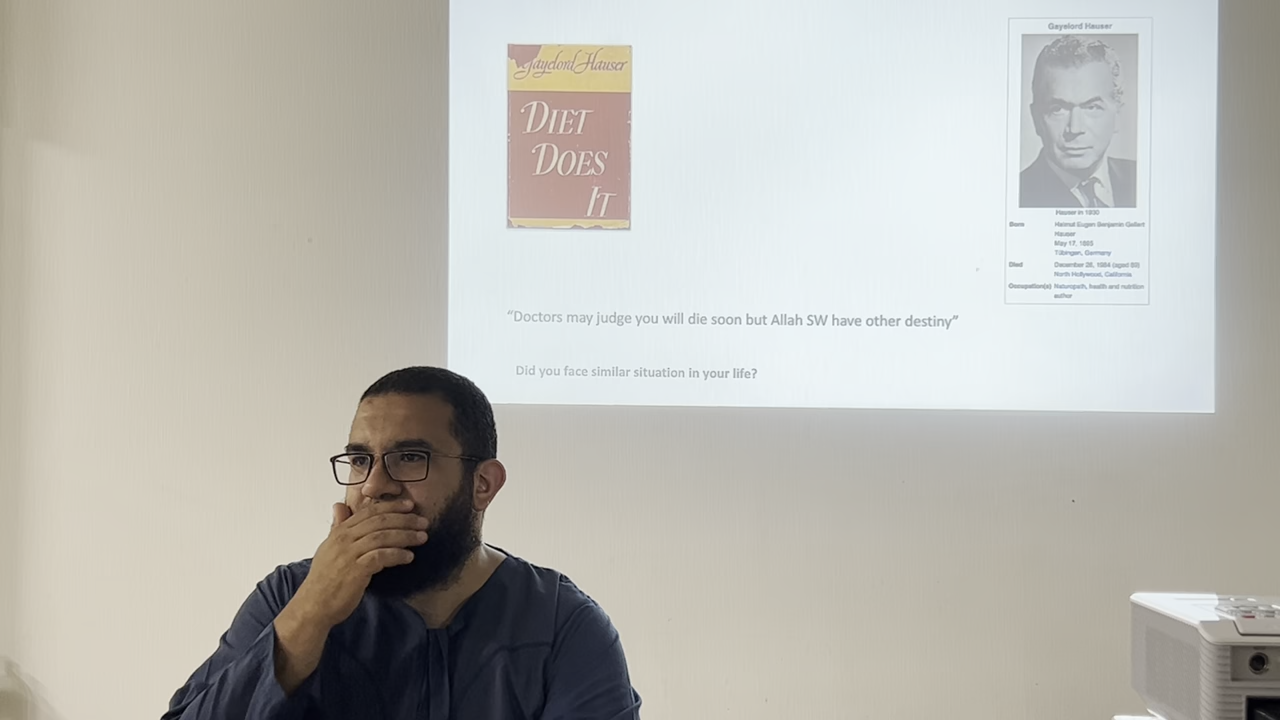 Gayelord Hauser
DIET
DOES
IT
Gayelord Hauser
Hauser in 1930
Born
Helmut Eugen Benjamin Gellert
Hauser
May 17, 1895
Tübingen, Germany
Died
December 26, 1984 (aged 89)
North Hollywood, California
Occupation(s)
Naturopath, health and nutrition
author
“Doctors may judge you will die soon but Allah SW have other destiny”
Did you face similar situation in your life?